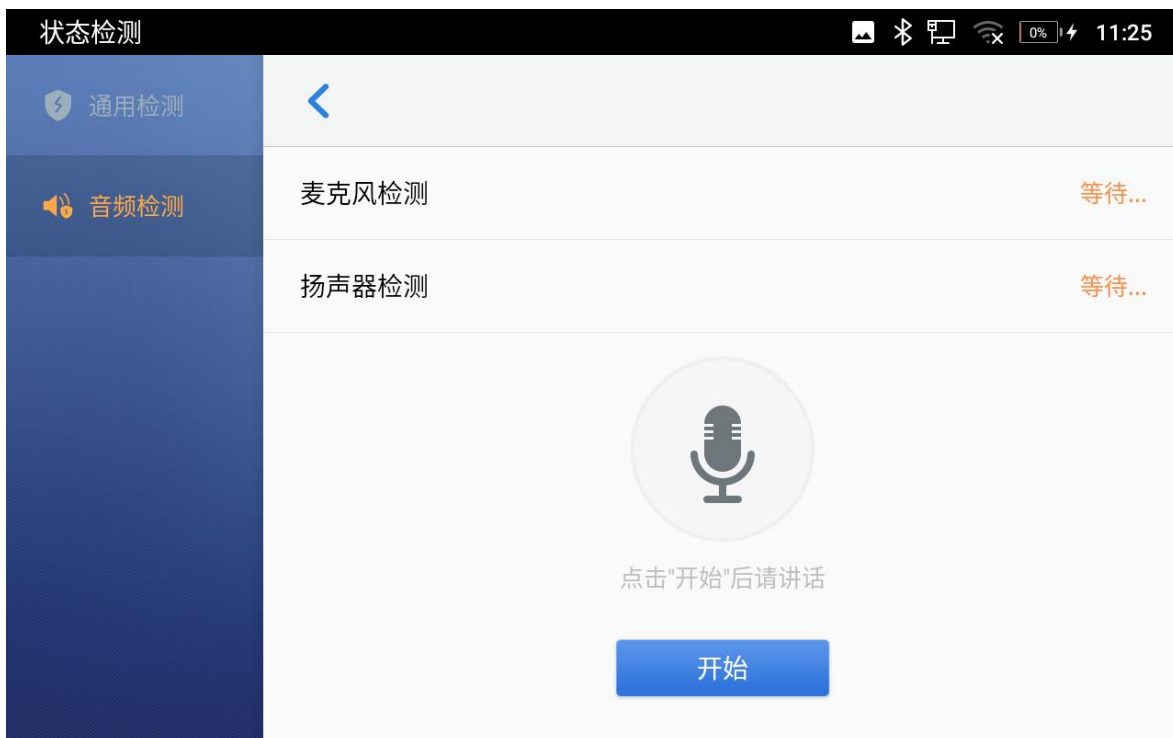 状态检测
0%
11:25
通用检测
音频检测
麦克风检测
等待...
扬声器检测
等待...
点击"开始"后请讲话
开始